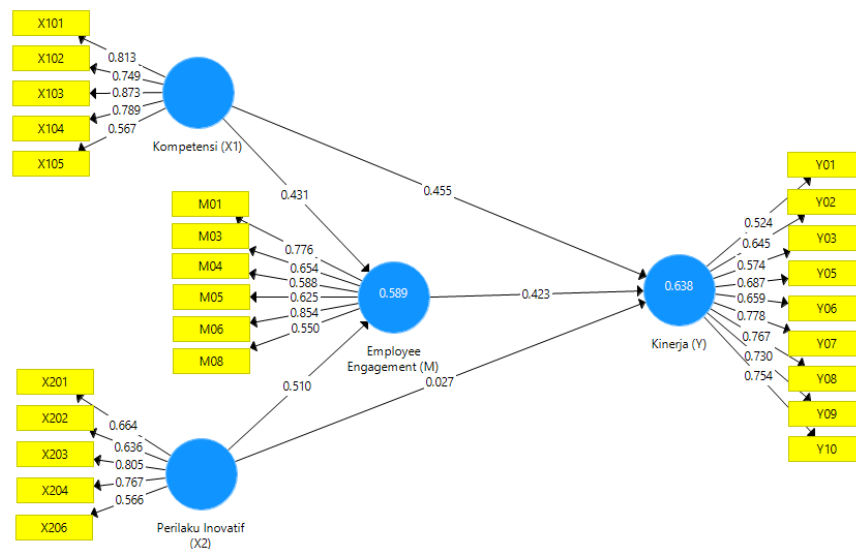 X101
X102
X103
X104
X105
0.813
0.749
0.873
0.789
0.567
Kompetensi (X1)
0.431
0.455
M01
M03
M04
M05
M06
M08
0.776
0.654
0.588
0.625
0.854
0.550
0.589
Employee
Engagement (M)
0.423
0.510
0.027
X201
X202
X203
X204
X206
0.664
0.636
0.805
0.767
0.566
Perilaku Inovatif
(X2)
0.638
Kinerja (Y)
0.524
0.645
0.574
0.687
0.659
0.778
0.767
0.730
0.754
Y01
Y02
Y03
Y05
Y06
Y07
Y08
Y09
Y10